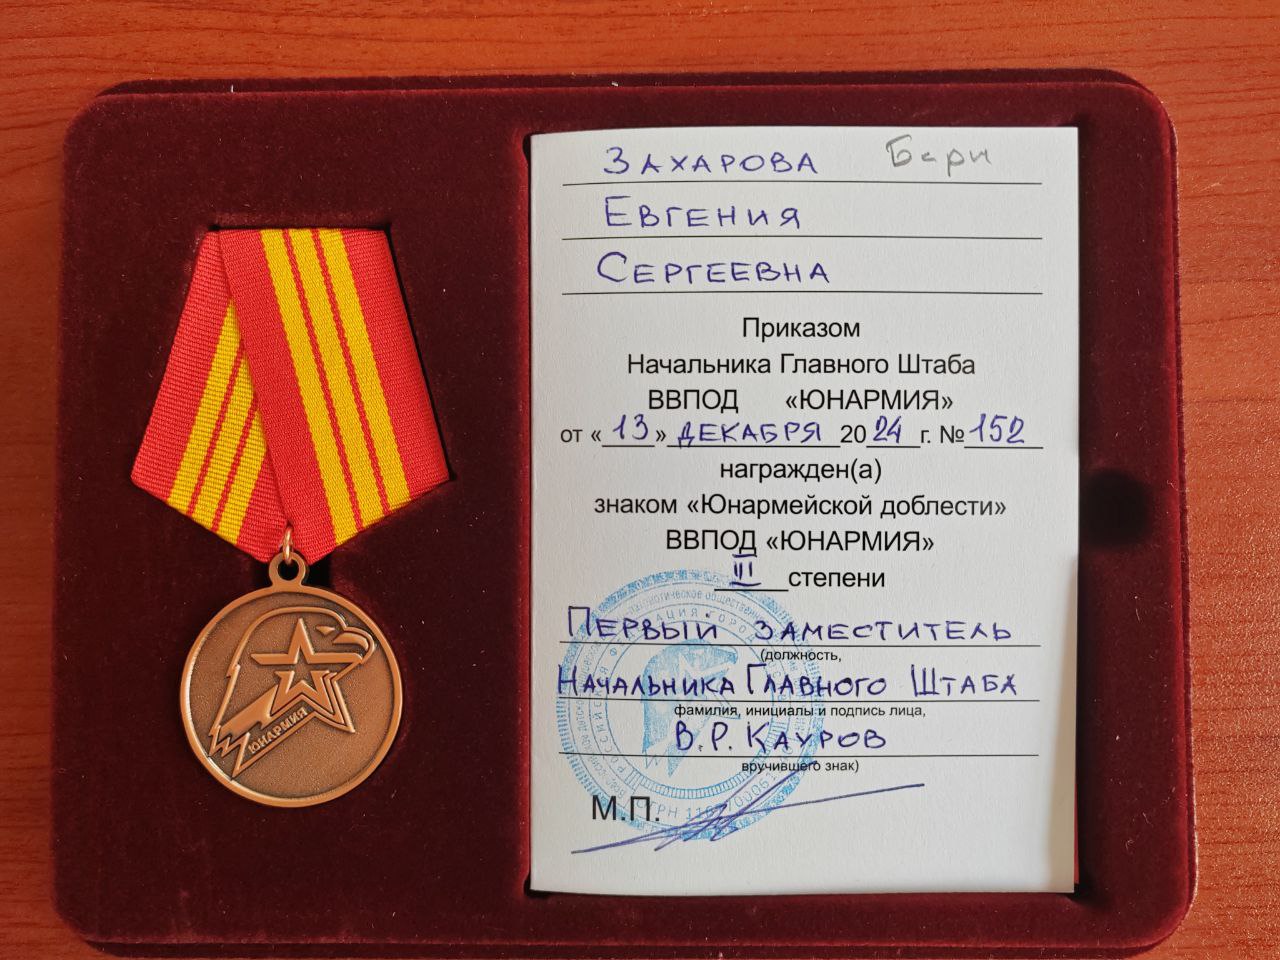 ЗАХАРОВА
ЕВГЕНИЯ
СЕРГЕЕВНА
Приказом
Начальника Главного Штаба
ВВПОД «ЮНАРМИЯ»
от «13» ДЕКАБРЯ 2024 г. № 152
награжден(а)
знаком «Юнармейской доблести»
ВВПОД «ЮНАРМИЯ»
III степени
ПЕРВЫЙ ЗАМЕСТИТЕЛЬ
(должность,
НАЧАЛЬНИКА ГЛАВНОГО ШТАБА
фамилия, инициалы и подпись лица,
В.Р. КАУРОВ
вручившего знак)
М.П.
ЮНАРМИЯ